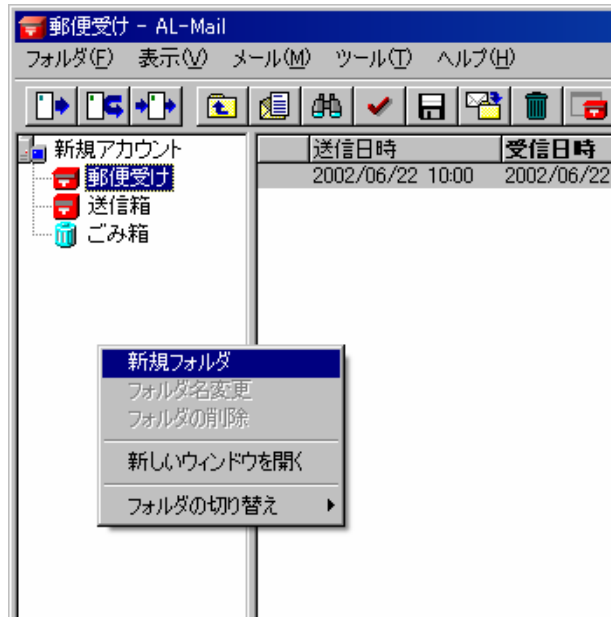 郵便受け - AL-Mail
フォルダ(F) 表示(V) メール(M) ツール(T) ヘルプ(H)
新規アカウント
郵便受け
送信箱
ごみ箱
送信日時 受信日時
2002/06/22 10:00 2002/06/22
新規フォルダ
フォルダ名変更
フォルダの削除
新しいウィンドウを開く
フォルダの切り替え